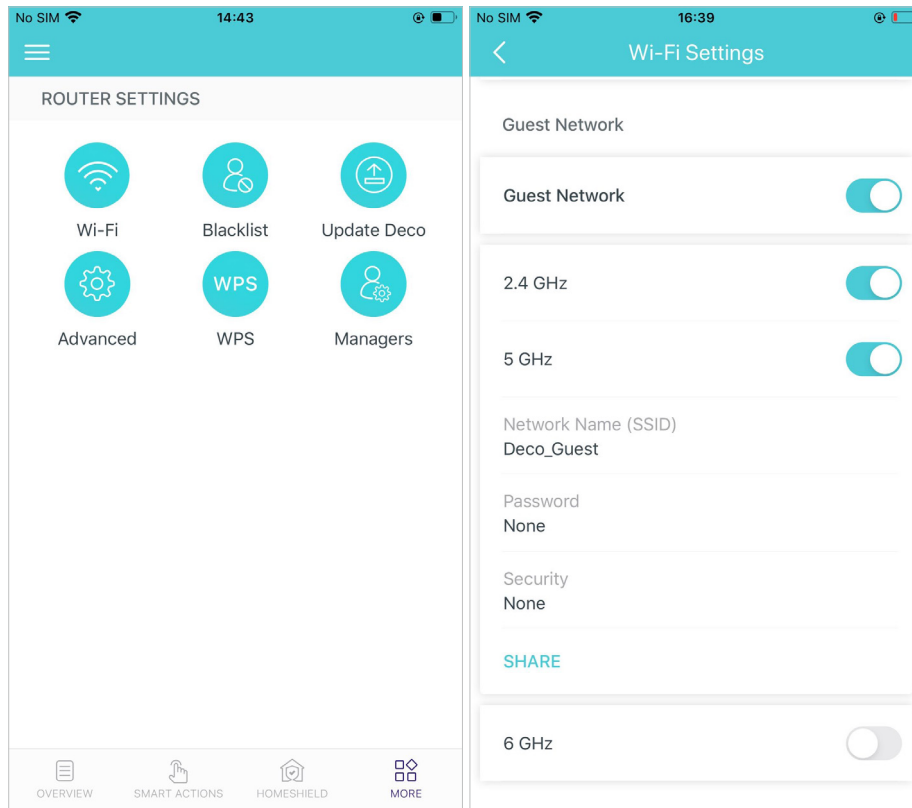 No SIM 14:43
ROUTER SETTINGS
Wi-Fi Blacklist Update Deco
WPS
Advanced WPS Managers
OVERVIEW SMART ACTIONS HOMESHIELD MORE
No SIM 16:39
Wi-Fi Settings
Guest Network
Guest Network
2.4 GHz
5 GHz
Network Name (SSID)
Deco_Guest
Password
None
Security
None
SHARE
6 GHz